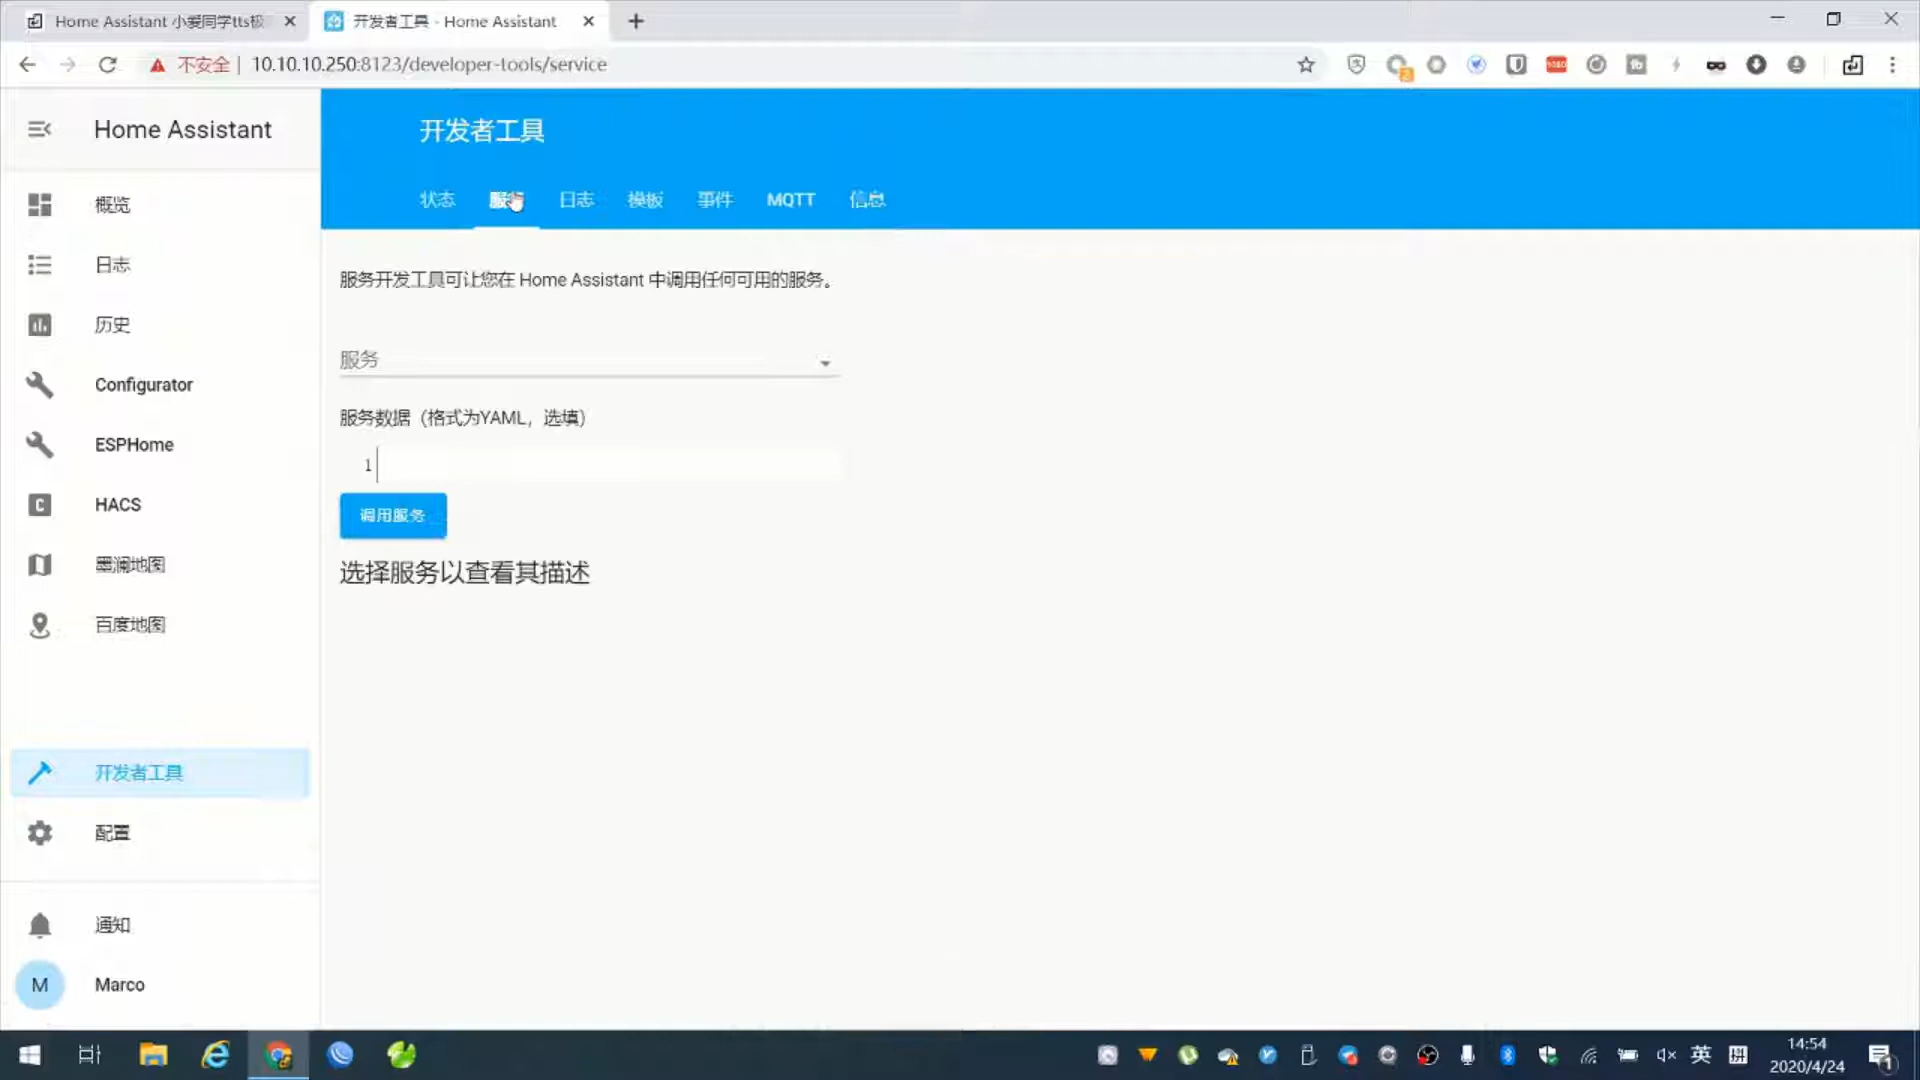 Home Assistant 小爱同学tts极
开发者工具 - Home Assistant
不安全 | 10.10.10.250:8123/developer-tools/service
Home Assistant
开发者工具
状态 服务 日志 模板 事件 MQTT 信息
概览
日志
历史
Configurator
ESPHome
HACS
墨澜地图
百度地图
开发者工具
配置
通知
M Marco
服务开发工具可让您在 Home Assistant 中调用任何可用的服务。
服务
服务数据（格式为YAML，选填）
1
调用服务
选择服务以查看其描述
英
拼
14:54
2020/4/24
1